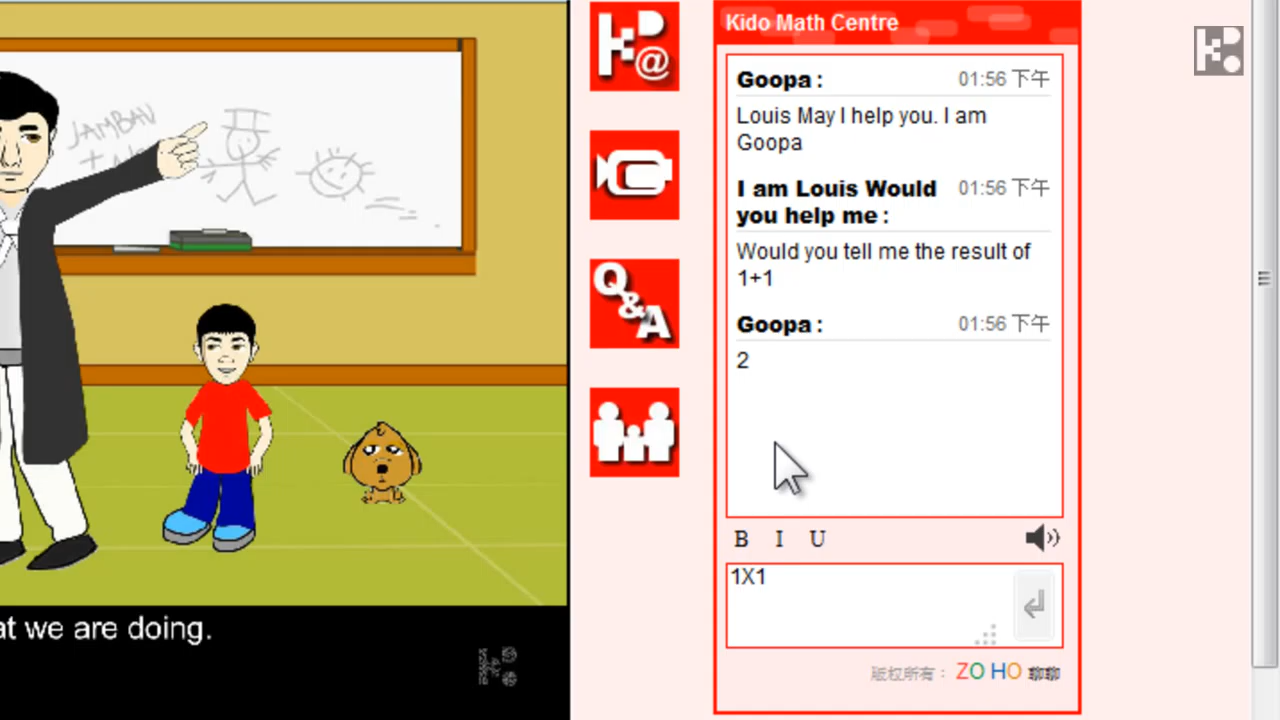 JAMBAV
at we are doing.
K @
Q&A
Kido Math Centre
Goopa : 01:56 下午
Louis May I help you. I am
Goopa
I am Louis Would 01:56 下午
you help me :
Would you tell me the result of
1+1
Goopa : 01:56 下午
2
B I U
1X1
版权所有： ZOHO 聊聊